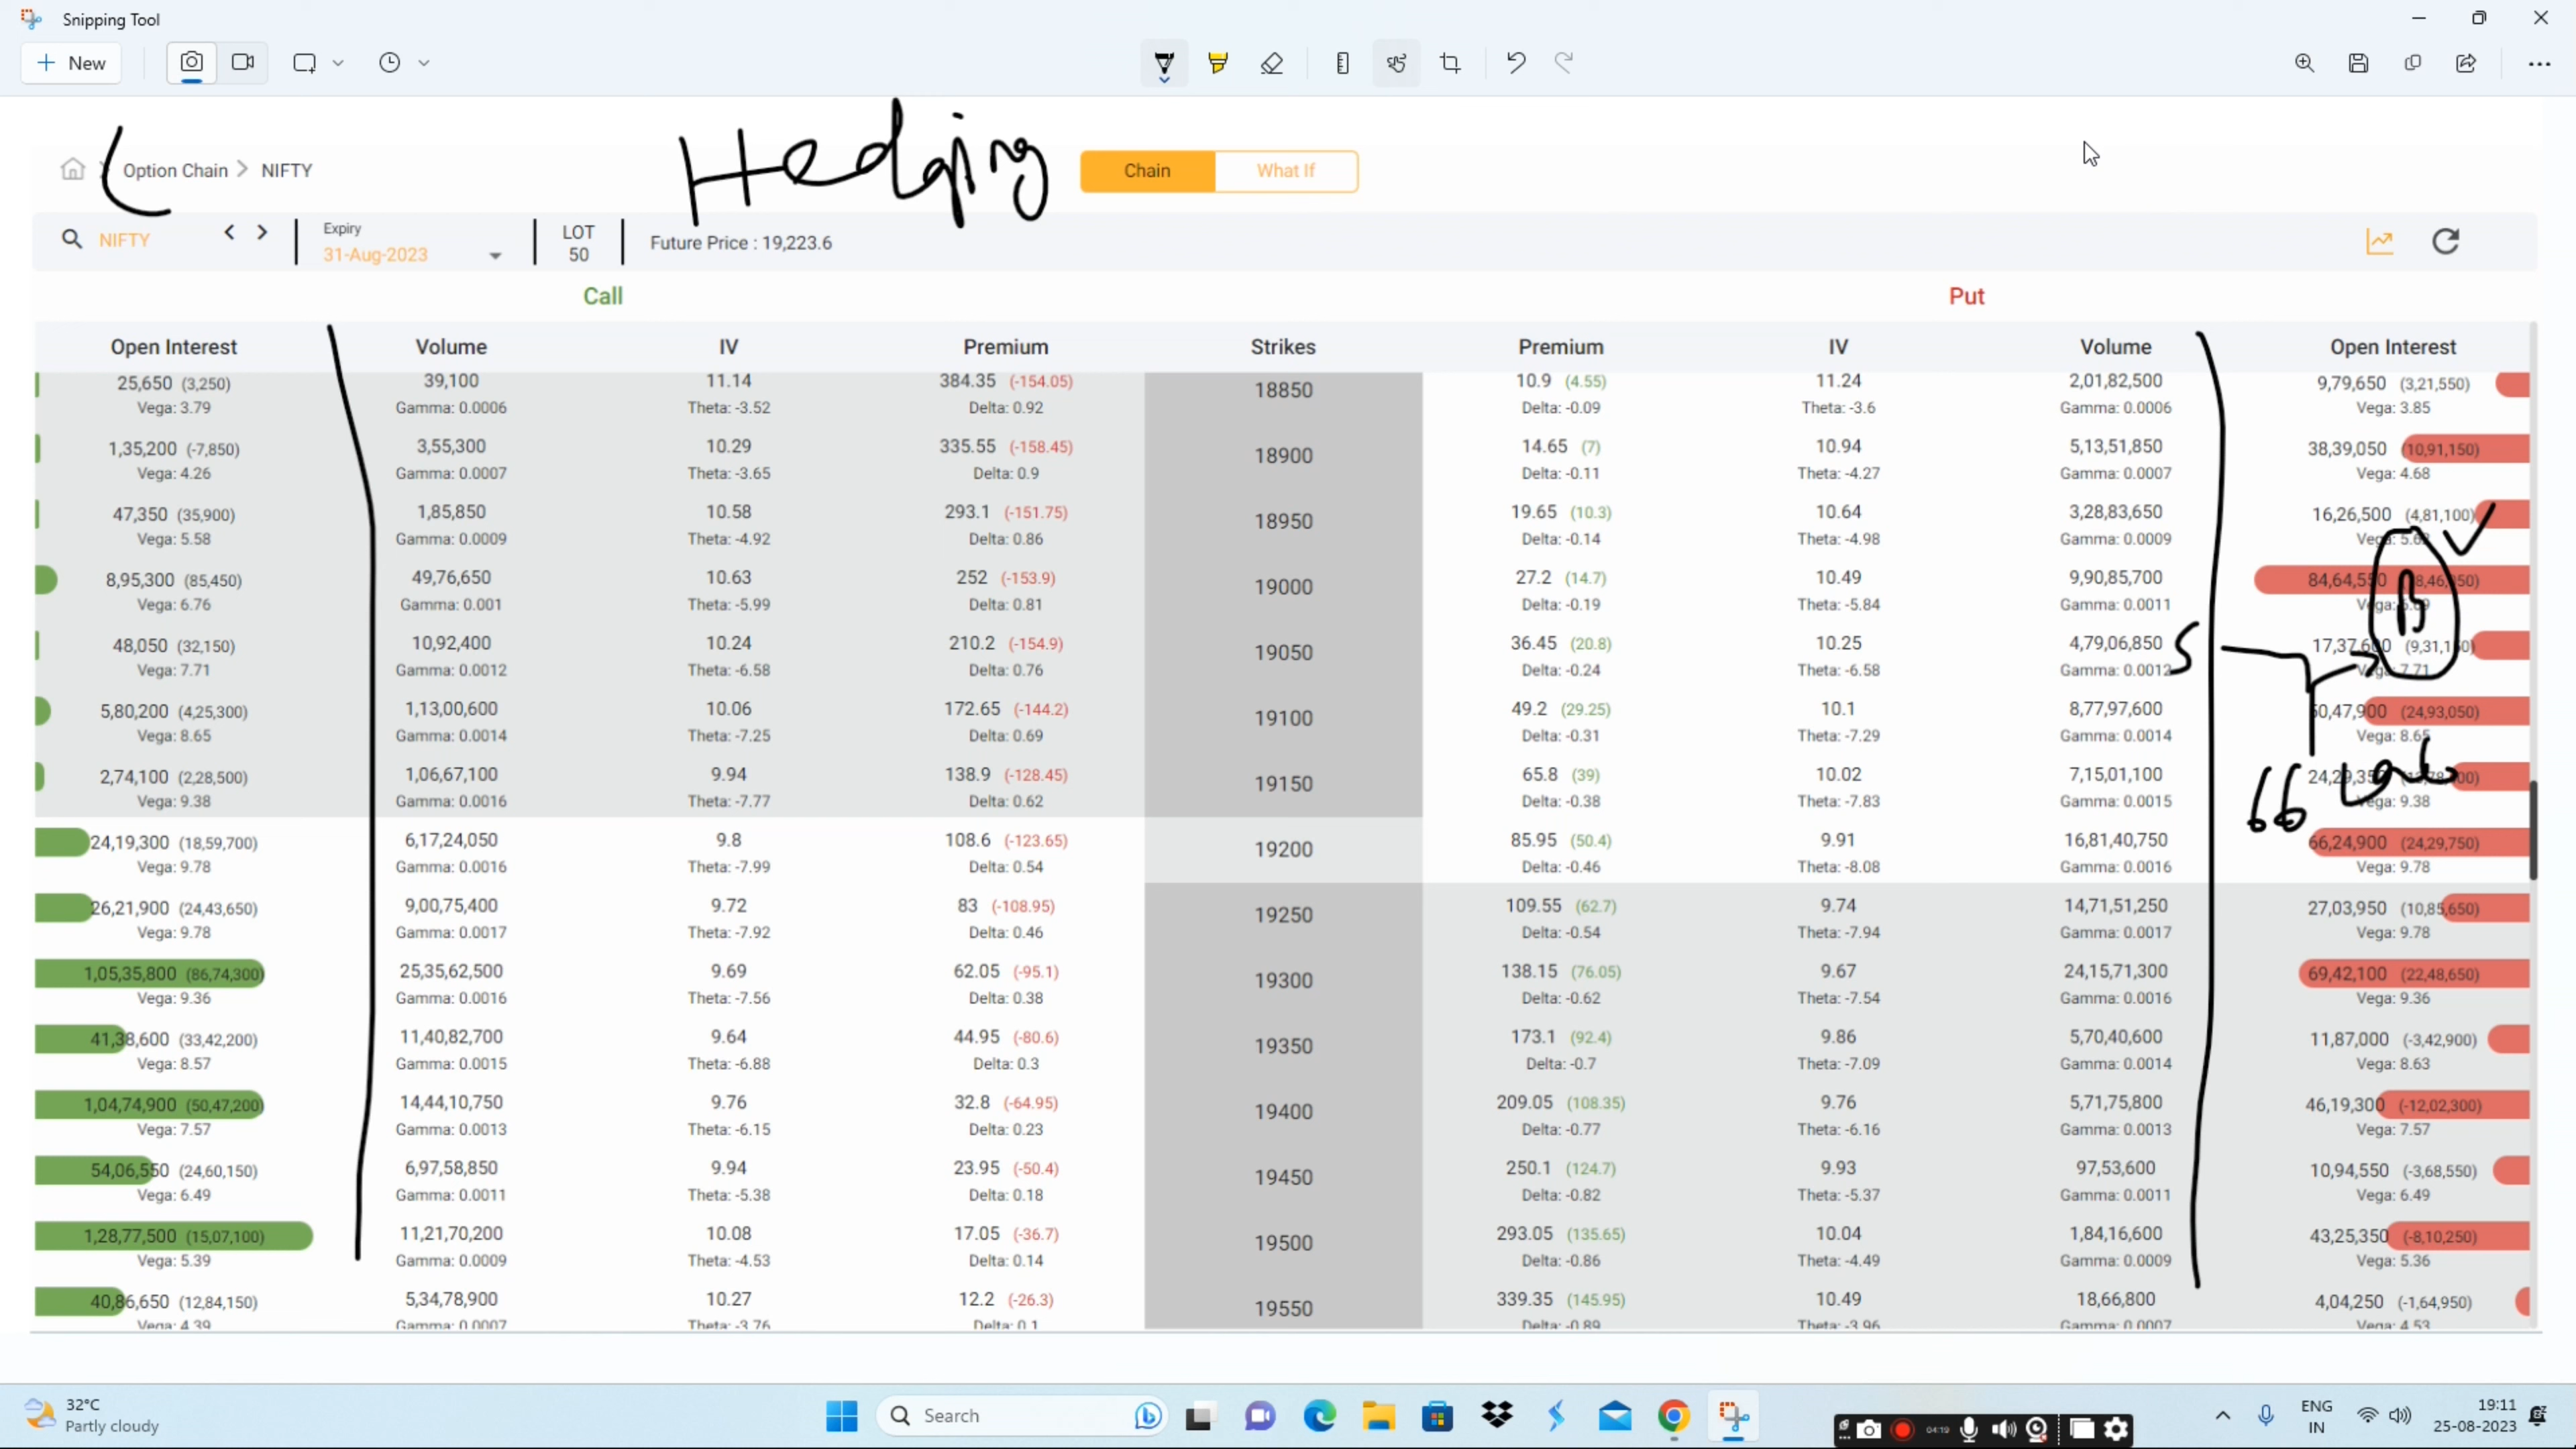 Snipping Tool
New
Hedging
Option Chain > NIFTY
Chain What If
NIFTY < > Expiry 31-Aug-2023 LOT 50 Future Price : 19,223.6
Call Put
Open Interest Volume IV Premium Strikes Premium IV Volume Open Interest
25,650 (3,250) 39,100 11.14 384.35 (-154.05) 18850 10.9 (4.55) 11.24 2,01,82,500 9,79,650 (3,21,550)
Vega: 3.79 Gamma: 0.0006 Theta: -3.52 Delta: 0.92 Delta: -0.09 Theta: -3.6 Gamma: 0.0006 Vega: 3.85
1,35,200 (-7,850) 3,55,300 10.29 335.55 (-158.45) 18900 14.65 (7) 10.94 5,13,51,850 38,39,050 (10,91,150)
Vega: 4.26 Gamma: 0.0007 Theta: -3.65 Delta: 0.9 Delta: -0.11 Theta: -4.27 Gamma: 0.0007 Vega: 4.68
47,350 (35,900) 1,85,850 10.58 293.1 (-151.75) 18950 19.65 (10.3) 10.64 3,28,83,650 16,26,500 (4,81,100)
Vega: 5.58 Gamma: 0.0009 Theta: -4.92 Delta: 0.86 Delta: -0.14 Theta: -4.98 Gamma: 0.0009
8,95,300 (85,450) 49,76,650 10.63 252 (-153.9) 19000 27.2 (14.7) 10.49 9,90,85,700
Vega: 6.76 Gamma: 0.001 Theta: -5.99 Delta: 0.81 Delta: -0.19 Theta: -5.84 Gamma: 0.0011 B
48,050 (32,150) 10,92,400 10.24 210.2 (-154.9) 19050 36.45 (20.8) 10.25 4,79,06,850 S
Vega: 7.71 Gamma: 0.0012 Theta: -6.58 Delta: 0.76 Delta: -0.24 Theta: -6.58 Gamma: 0.0012 7.71
5,80,200 (4,25,300) 1,13,00,600 10.06 172.65 (-144.2) 19100 49.2 (29.25) 10.1 8,77,97,600 (24,93,050)
Vega: 8.65 Gamma: 0.0014 Theta: -7.25 Delta: 0.69 Delta: -0.31 Theta: -7.29 Gamma: 0.0014 Vega: 8.65
2,74,100 (2,28,500) 1,06,67,100 9.94 138.9 (-128.45) 19150 65.8 (39) 10.02 7,15,01,100
Vega: 9.38 Gamma: 0.0016 Theta: -7.77 Delta: 0.62 Delta: -0.38 Theta: -7.83 Gamma: 0.0015 66 Vega: 9.38
24,19,300 (18,59,700) 6,17,24,050 9.8 108.6 (-123.65) 19200 85.95 (50.4) 9.91 16,81,40,750 66,24,900 (24,29,750)
Vega: 9.78 Gamma: 0.0016 Theta: -7.99 Delta: 0.54 Delta: -0.46 Theta: -8.08 Gamma: 0.0016 Vega: 9.78
26,21,900 (24,43,650) 9,00,75,400 9.72 83 (-108.95) 19250 109.55 (62.7) 9.74 14,71,51,250 27,03,950 (10,85,650)
Vega: 9.78 Gamma: 0.0017 Theta: -7.92 Delta: 0.46 Delta: -0.54 Theta: -7.94 Gamma: 0.0017 Vega: 9.78
1,05,35,800 (86,74,300) 25,35,62,500 9.69 62.05 (-95.1) 19300 138.15 (76.05) 9.67 24,15,71,300 69,42,100 (22,48,650)
Vega: 9.36 Gamma: 0.0016 Theta: -7.56 Delta: 0.38 Delta: -0.62 Theta: -7.54 Gamma: 0.0016 Vega: 9.36
41,38,600 (33,42,200) 11,40,82,700 9.64 44.95 (-80.6) 19350 173.1 (92.4) 9.86 5,70,40,600 11,87,000 (-3,42,900)
Vega: 8.57 Gamma: 0.0015 Theta: -6.88 Delta: 0.3 Delta: -0.7 Theta: -7.09 Gamma: 0.0014 Vega: 8.63
1,04,74,900 (50,47,200) 14,44,10,750 9.76 32.8 (-64.95) 19400 209.05 (108.35) 9.76 5,71,75,800 46,19,300 (-12,02,300)
Vega: 7.57 Gamma: 0.0013 Theta: -6.15 Delta: 0.23 Delta: -0.77 Theta: -6.16 Gamma: 0.0013 Vega: 7.57
54,06,550 (24,60,150) 6,97,58,850 9.94 23.95 (-50.4) 19450 250.1 (124.7) 9.93 97,53,600 10,94,550 (-3,68,550)
Vega: 6.49 Gamma: 0.0011 Theta: -5.38 Delta: 0.18 Delta: -0.82 Theta: -5.37 Gamma: 0.0011 Vega: 6.49
1,28,77,500 (15,07,100) 11,21,70,200 10.08 17.05 (-36.7) 19500 293.05 (135.65) 10.04 1,84,16,600 43,25,350 (-8,10,250)
Vega: 5.39 Gamma: 0.0009 Theta: -4.53 Delta: 0.14 Delta: -0.86 Theta: -4.49 Gamma: 0.0009 Vega: 5.36
40,86,650 (12,84,150) 5,34,78,900 10.27 12.2 (-26.3) 19550 339.35 (145.95) 10.49 18,66,800 4,04,250 (-1,64,950)
Vega: 4.39 Gamma: 0.0007 Theta: -3.76 Delta: 0.1 Delta: -0.89 Theta: -3.96 Gamma: 0.0007 Vega: 4.53
32°C
Partly cloudy
Search
04:19
ENG
IN
19:11
25-08-2023